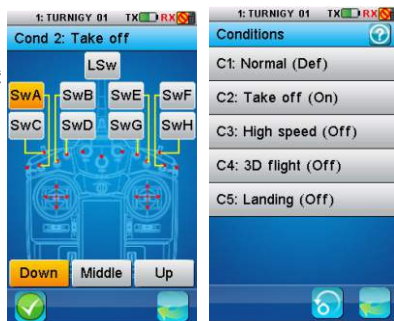 1: TURNIGY 01 TX RX
Cond 2: Take off
LSw
SwA SwB SwE SwF
SwC SwD SwG SwH
Down Middle Up
1: TURNIGY 01 TX RX
Conditions ?
C1: Normal (Def)
C2: Take off (On)
C3: High speed (Off)
C4: 3D flight (Off)
C5: Landing (Off)